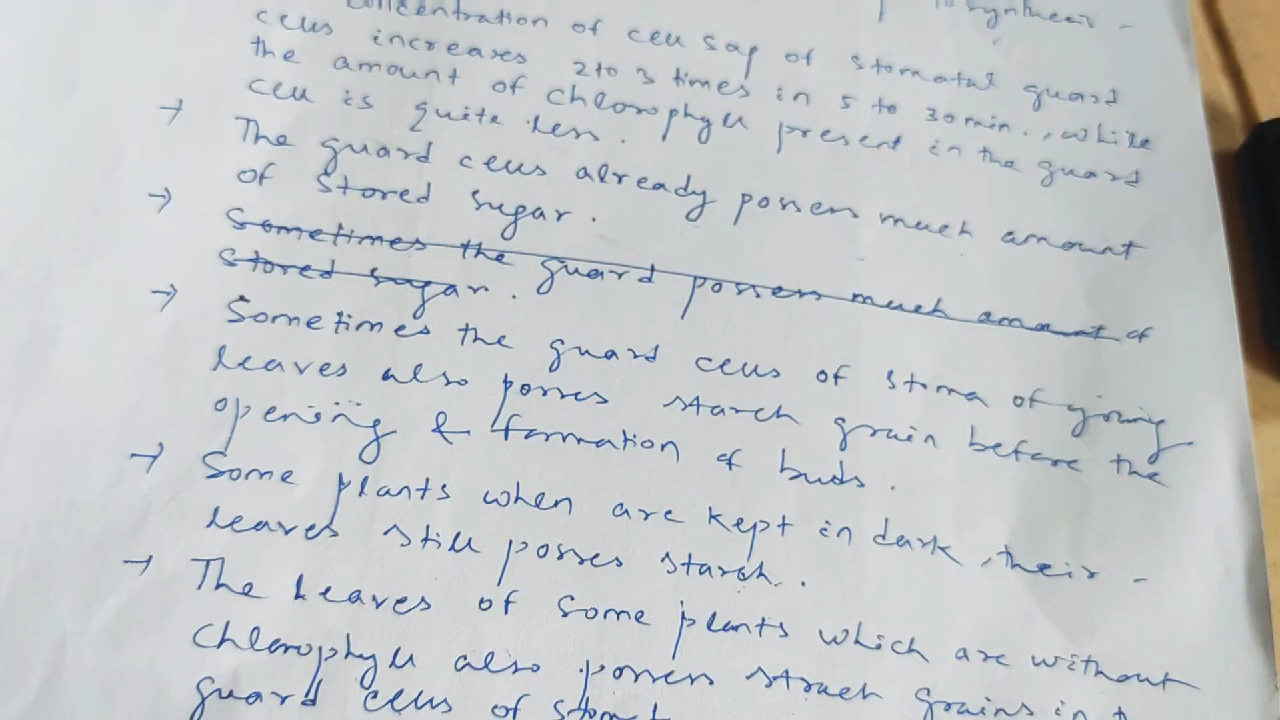 synthesis -
concentration of cell sap of stomatal guard
cells increases 2 to 3 times in 5 to 30 min., while
the amount of chlorophyll present in the guard
cell is quite less.
→ The guard cells already possess much amount
of stored sugar.
→ Sometimes the guard possess much amount of
stored sugar.
→ Sometimes the guard cells of stoma of young
leaves also posses starch grain before the
opening & formation of buds.
→ Some plants when are kept in dark, their -
leaves still posses starch.
→ The leaves of some plants which are without
chlorophyll also possess strach grains in
guard cells of